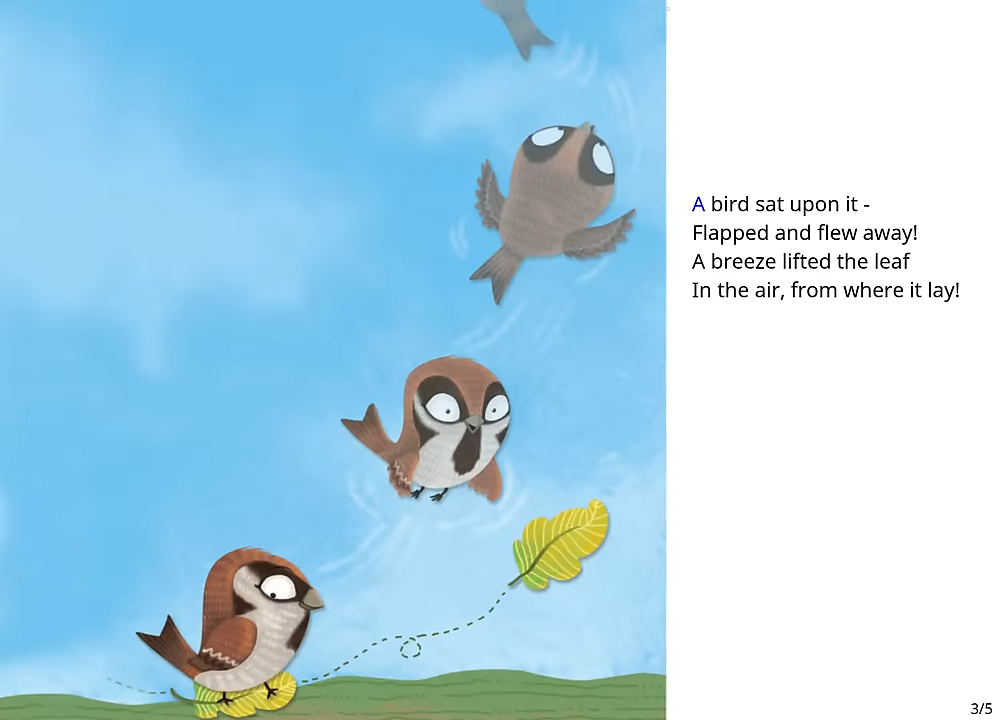 A bird sat upon it -
Flapped and flew away!
A breeze lifted the leaf
In the air, from where it lay!
3/5